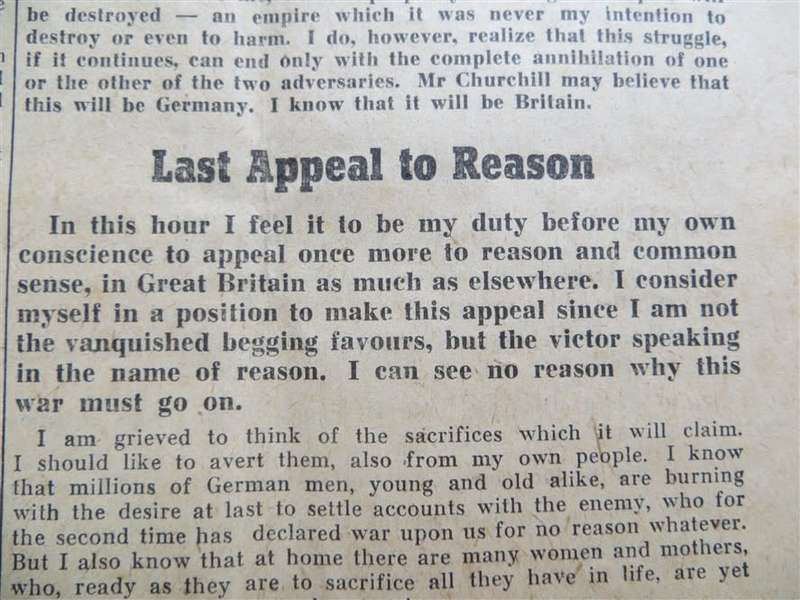 be destroyed — an empire which it was never my intention to
destroy or even to harm. I do, however, realize that this struggle,
if it continues, can end only with the complete annihilation of one
or the other of the two adversaries. Mr Churchill may believe that
this will be Germany. I know that it will be Britain.
Last Appeal to Reason
In this hour I feel it to be my duty before my own
conscience to appeal once more to reason and common
sense, in Great Britain as much as elsewhere. I consider
myself in a position to make this appeal since I am not
the vanquished begging favours, but the victor speaking
in the name of reason. I can see no reason why this
war must go on.
I am grieved to think of the sacrifices which it will claim.
I should like to avert them, also from my own people. I know
that millions of German men, young and old alike, are burning
with the desire at last to settle accounts with the enemy, who for
the second time has declared war upon us for no reason whatever.
But I also know that at home there are many women and mothers,
who, ready as they are to sacrifice all they have in life, are yet